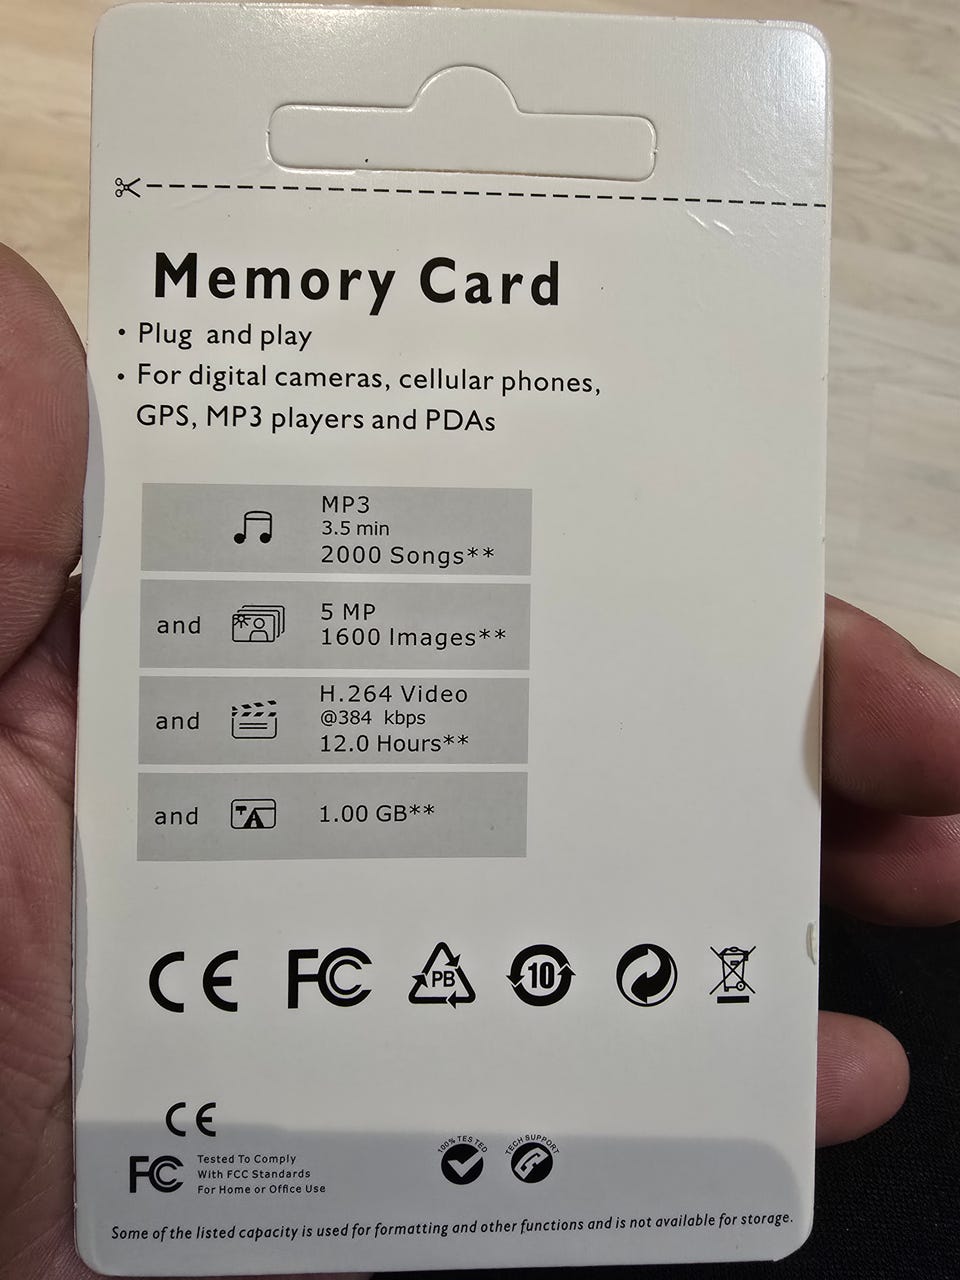 Memory Card
• Plug and play
• For digital cameras, cellular phones,
GPS, MP3 players and PDAs
MP3
3.5 min
2000 Songs**
and
5 MP
1600 Images**
and
H.264 Video
@384 kbps
12.0 Hours**
and
1.00 GB**
CE FC PB 10
CE
FC
Tested To Comply
With FCC Standards
For Home or Office Use
100% TESTED
TECH SUPPORT
Some of the listed capacity is used for formatting and other functions and is not available for storage.